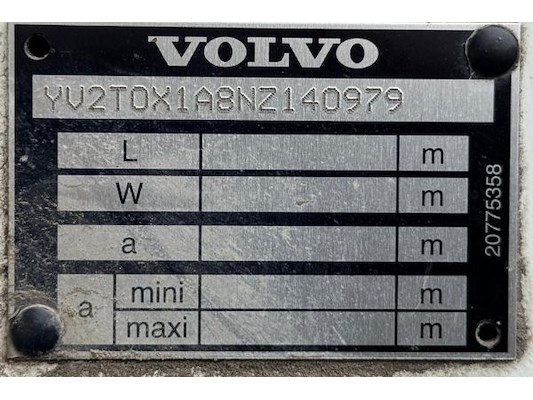 VOLVO
YV2T0X1A8NZ140979
L m
W m
a m
a mini m
maxi m
20775358